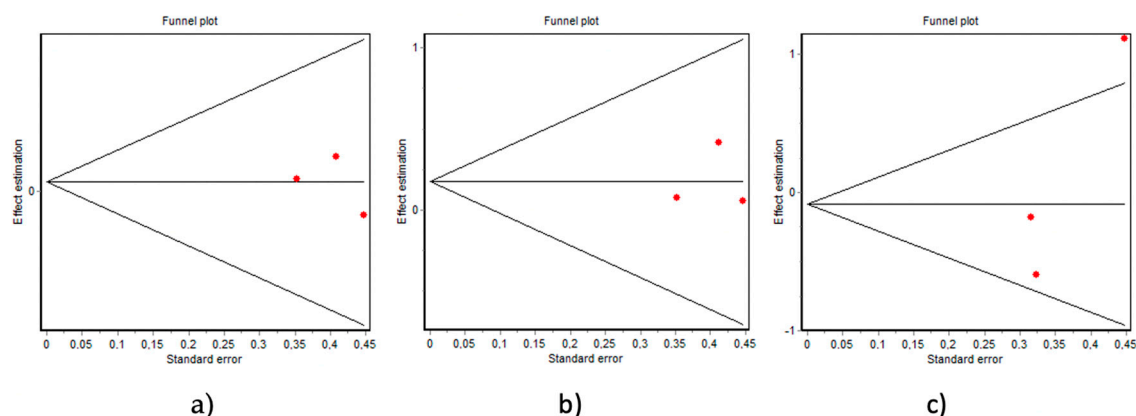 Funnel plot
Effect estimation
0
0 0.05 0,1 0,15 0,2 0,25 0,3 0,35 0,4 0,45
Standard error
a)
Funnel plot
Effect estimation
1
0
0 0.05 0,1 0,15 0,2 0,25 0,3 0,35 0,4 0,45
Standard error
b)
Funnel plot
Effect estimation
1
0
-1
0 0.05 0,1 0,15 0,2 0,25 0,3 0,35 0,4 0,45
Standard error
c)